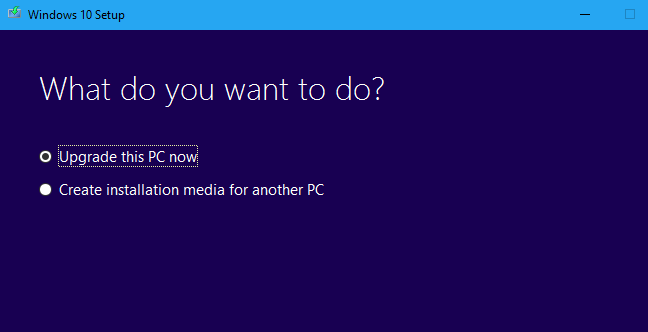 Windows 10 Setup
What do you want to do?
Upgrade this PC now
Create installation media for another PC